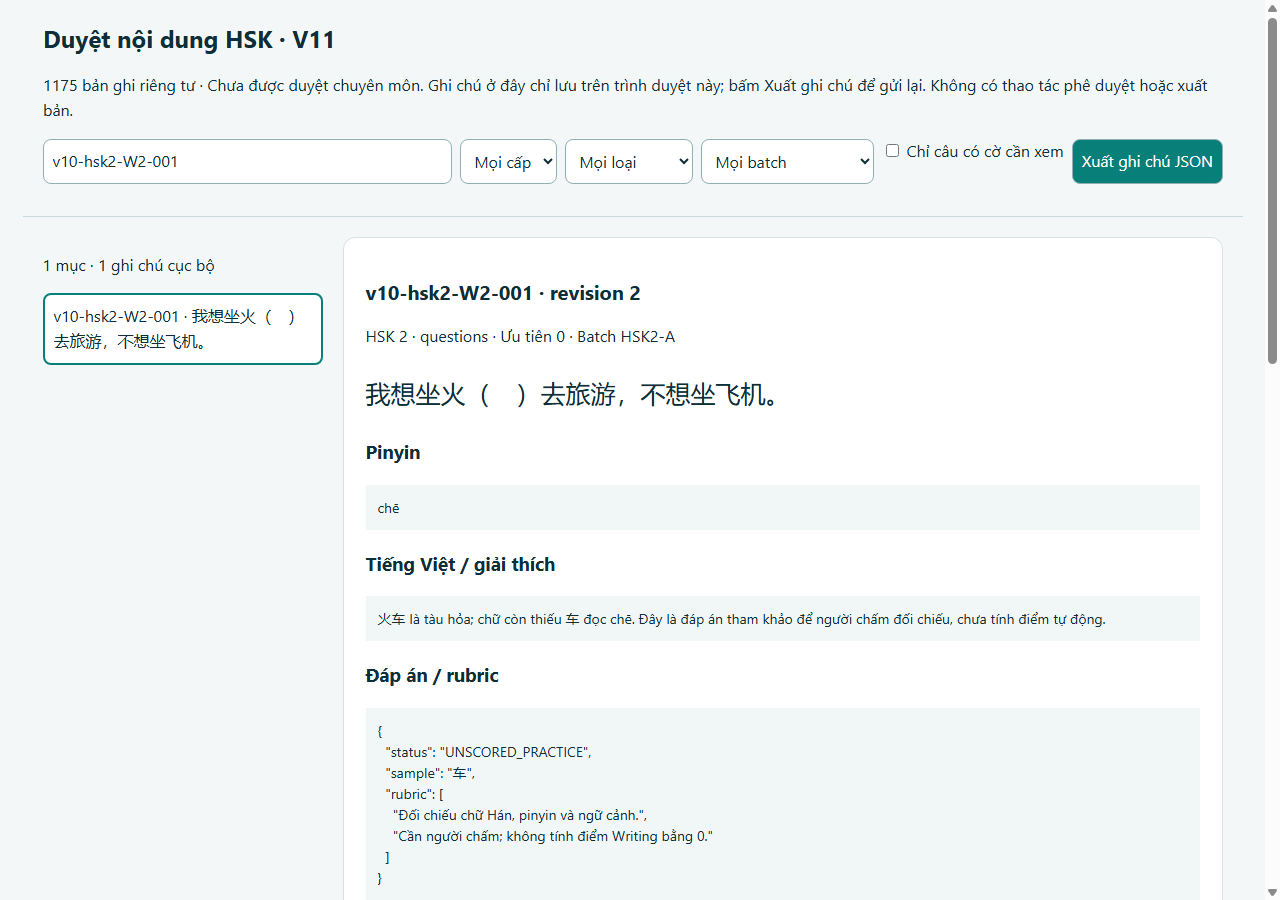 Duyệt nội dung HSK · V11
1175 bản ghi riêng tư · Chưa được duyệt chuyên môn. Ghi chú ở đây chỉ lưu trên trình duyệt này; bấm Xuất ghi chú để gửi lại. Không có thao tác phê duyệt hoặc xuất
bản.
v10-hsk2-W2-001
Mọi cấp
Mọi loại
Mọi batch
Chỉ câu có cờ cần xem
Xuất ghi chú JSON
1 mục · 1 ghi chú cục bộ
v10-hsk2-W2-001 · 我想坐火（　）
去旅游，不想坐飞机。
v10-hsk2-W2-001 · revision 2
HSK 2 · questions · Ưu tiên 0 · Batch HSK2-A
我想坐火（　）去旅游，不想坐飞机。
Pinyin
chē
Tiếng Việt / giải thích
火车 là tàu hỏa; chữ còn thiếu 车 đọc chē. Đây là đáp án tham khảo để người chấm đối chiếu, chưa tính điểm tự động.
Đáp án / rubric
{
"status": "UNSCORED_PRACTICE",
"sample": "车",
"rubric": [
"Đối chiếu chữ Hán, pinyin và ngữ cảnh.",
"Cần người chấm; không tính điểm Writing bằng 0."
]
}